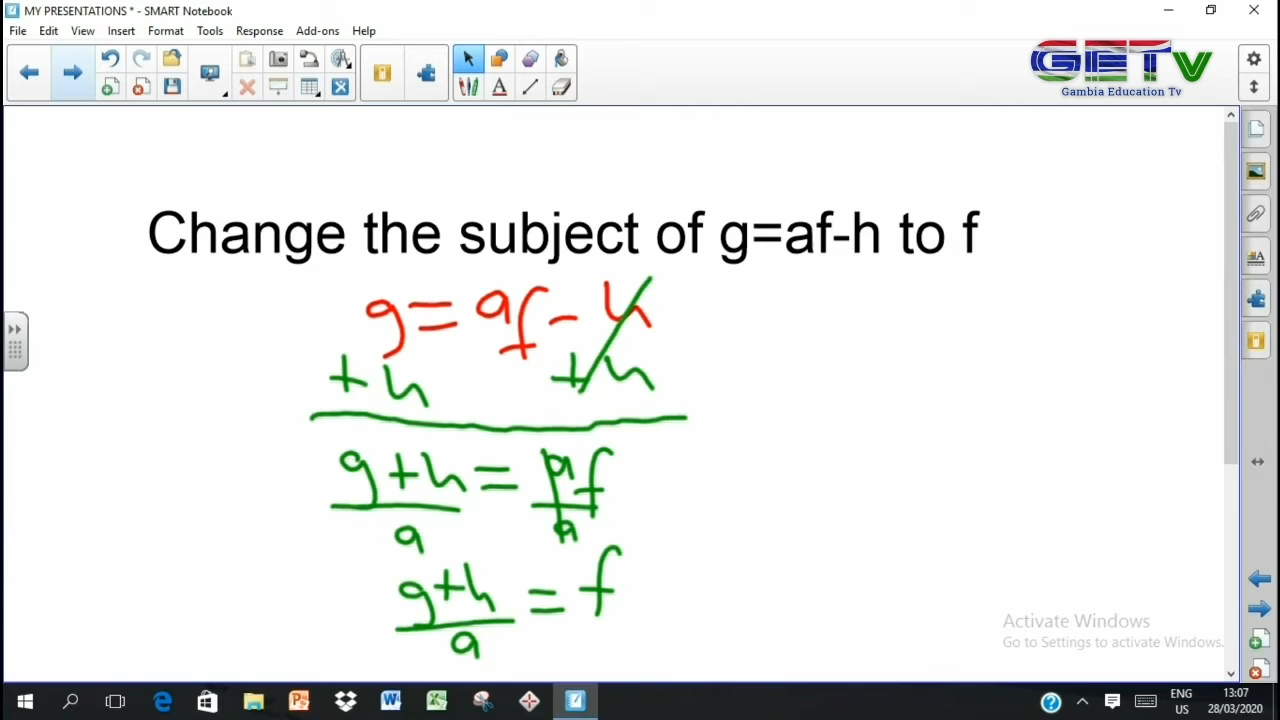 MY PRESENTATIONS * - SMART Notebook
File Edit View Insert Format Tools Response Add-ons Help
GETV
Gambia Education Tv
Change the subject of g=af-h to f
g = af - h
+h +h
g+h = af
a a
g+h = f
a
Activate Windows
Go to Settings to activate Windows.
ENG 13:07
US 28/03/2020